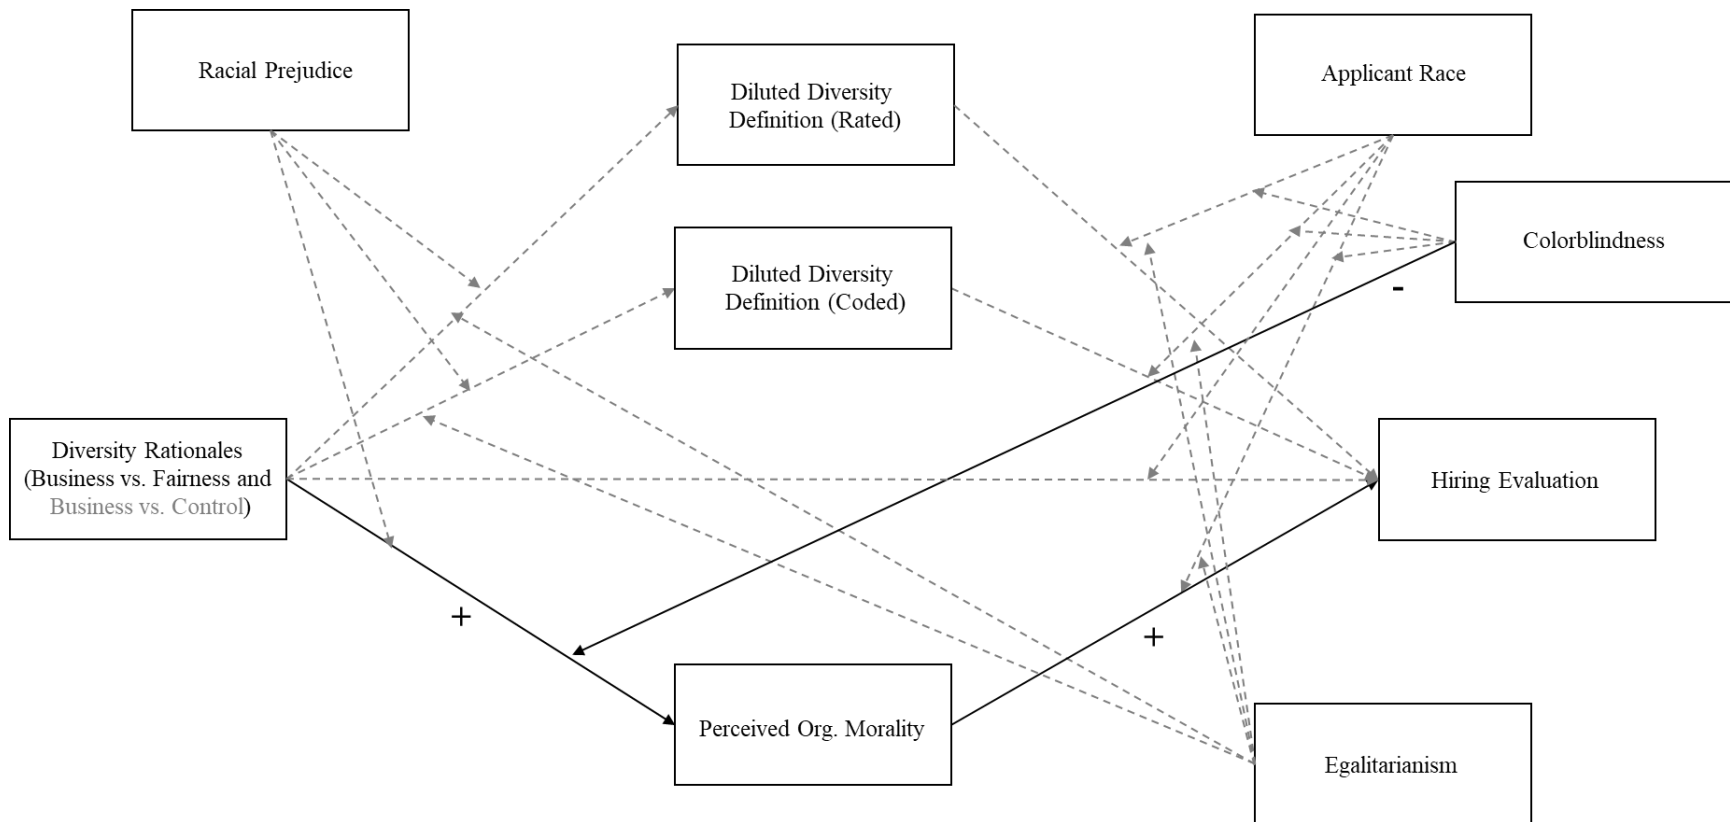 Racial Prejudice
Diluted Diversity
Definition (Rated)
Applicant Race
Diluted Diversity
Definition (Coded)
Colorblindness
-
Diversity Rationales
(Business vs. Fairness and
Business vs. Control)
Hiring Evaluation
+
+
Perceived Org. Morality
Egalitarianism